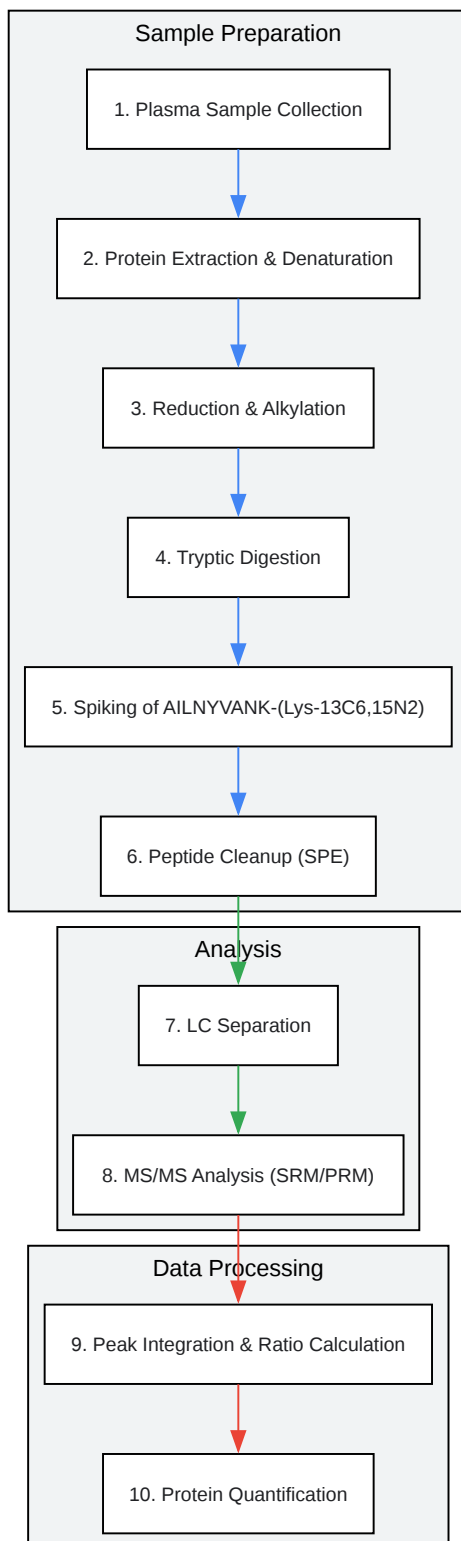 Sample Preparation
1. Plasma Sample Collection
2. Protein Extraction & Denaturation
3. Reduction & Alkylation
4. Tryptic Digestion
5. Spiking of AILNYVANK-(Lys-13C6,15N2)
6. Peptide Cleanup (SPE)
Analysis
7. LC Separation
8. MS/MS Analysis (SRM/PRM)
Data Processing
9. Peak Integration & Ratio Calculation
10. Protein Quantification